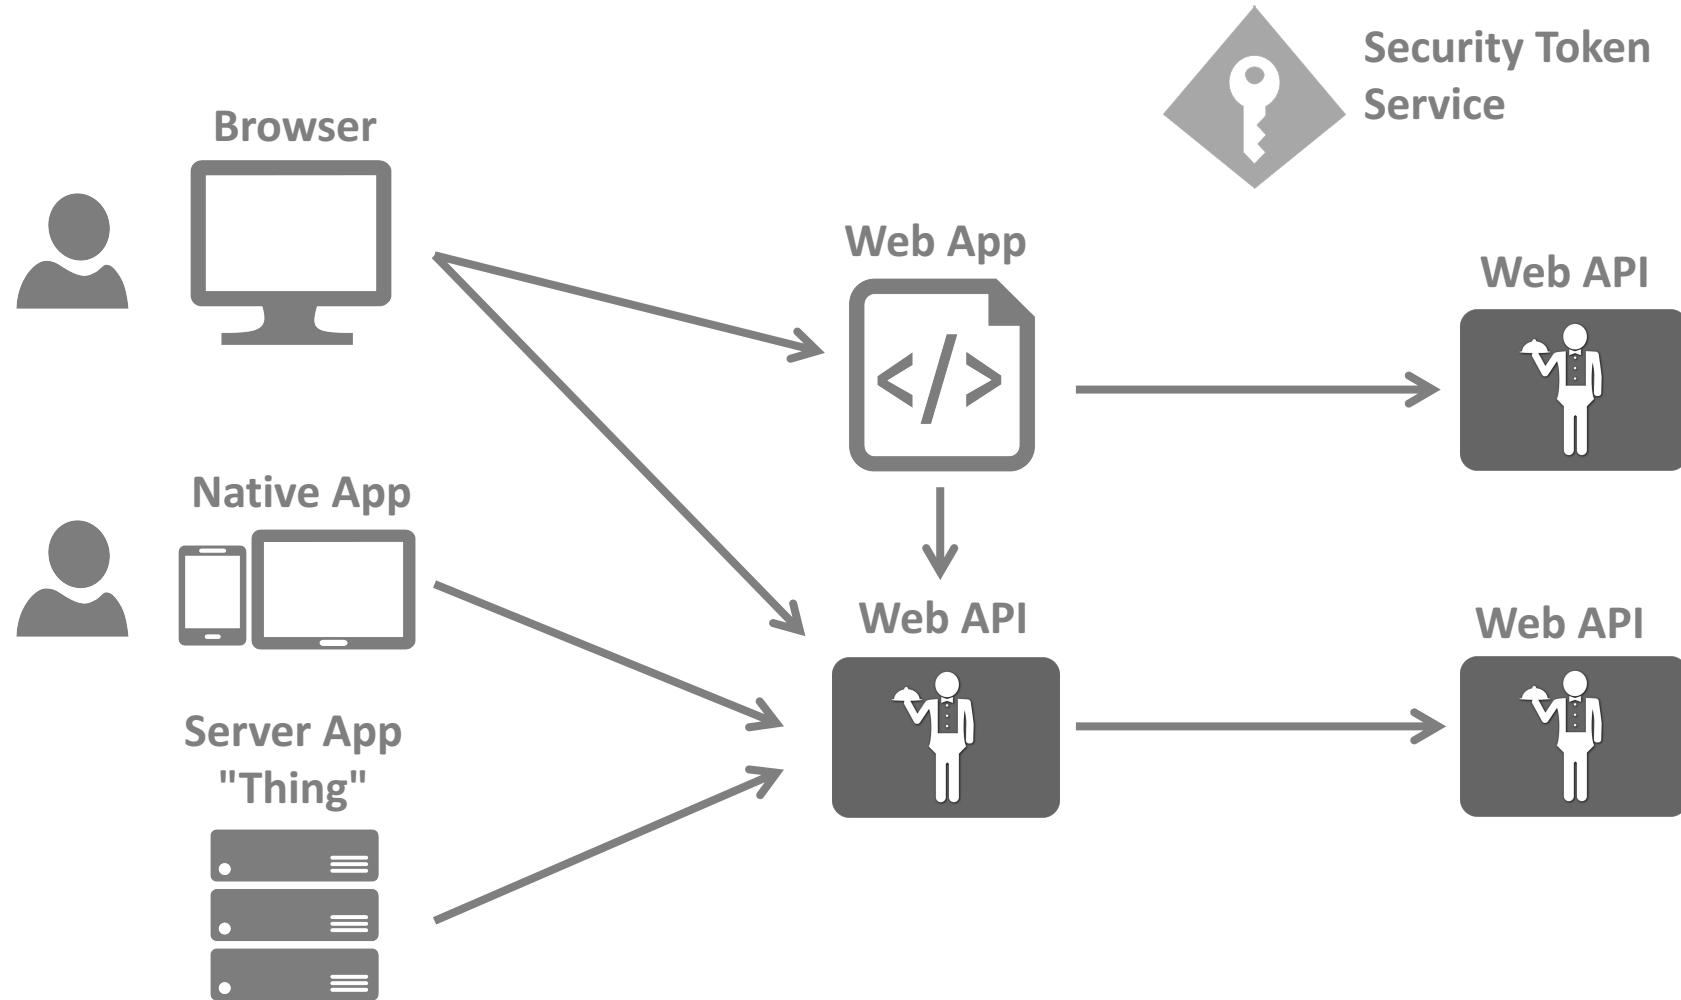 Security Token
Service
Browser
Web App
Web API
</>
Native App
Web API
Web API
Server App
"Thing"